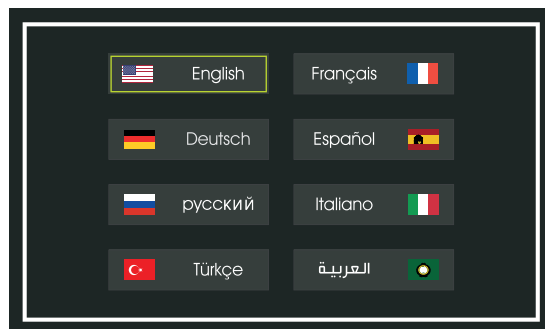 English
Français
Deutsch
Español
русский
Italiano
Türkçe
العربية